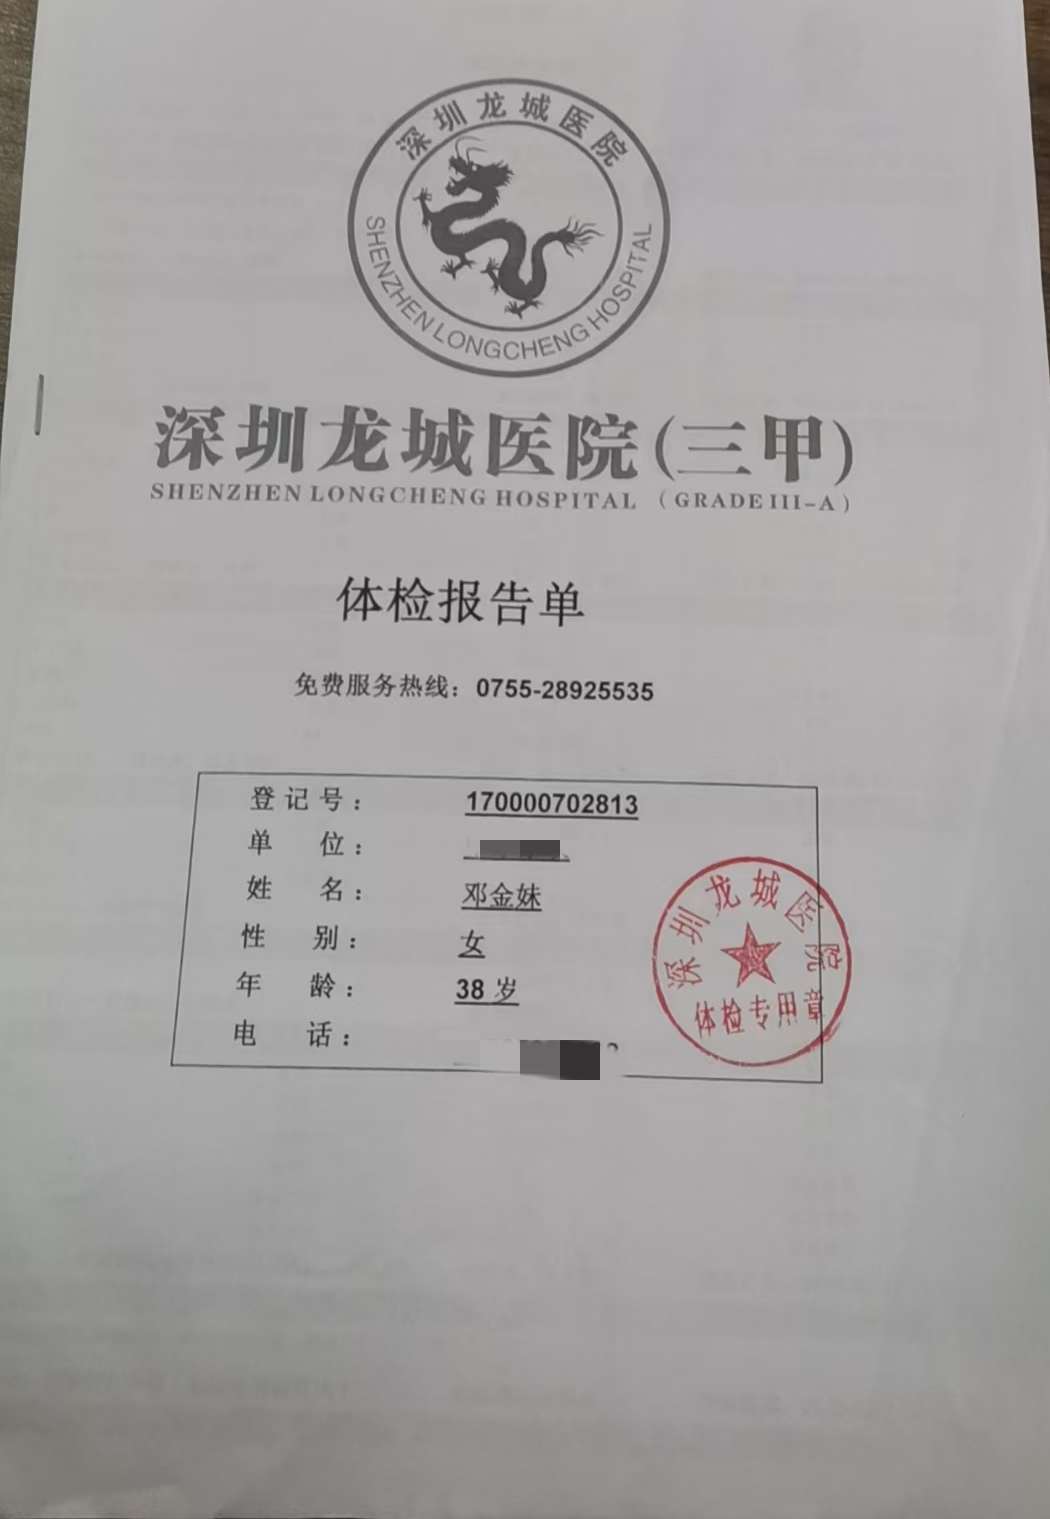 深圳龙城医院
SHENZHEN LONGCHENG HOSPITAL
深圳龙城医院(三甲)
SHENZHEN LONGCHENG HOSPITAL (GRADE III-A)
体检报告单
免费服务热线：0755-28925535
登记号： 170000702813
单 位：
姓 名： 邓金妹
性 别： 女
年 龄： 38 岁
电 话：
深圳龙城医院
体检专用章